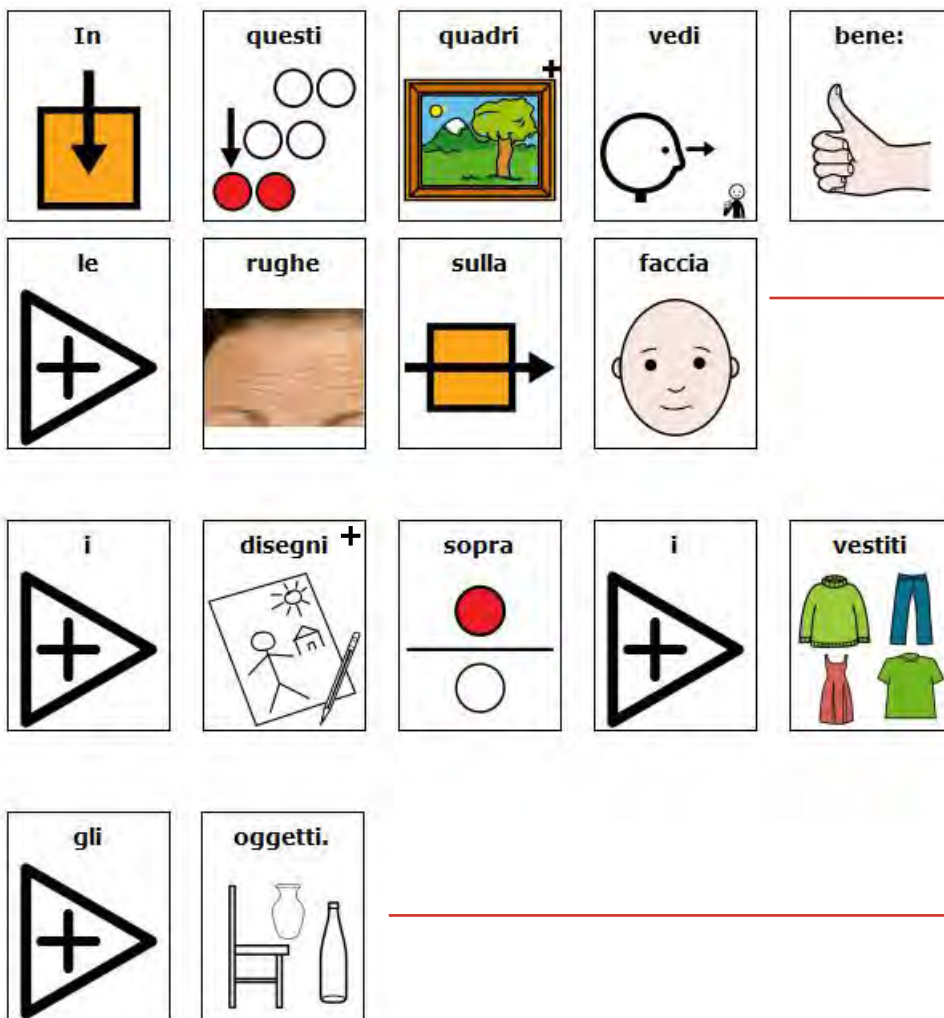 In questi quadri vedi bene:
le rughe sulla faccia
i disegni sopra i vestiti
gli oggetti.